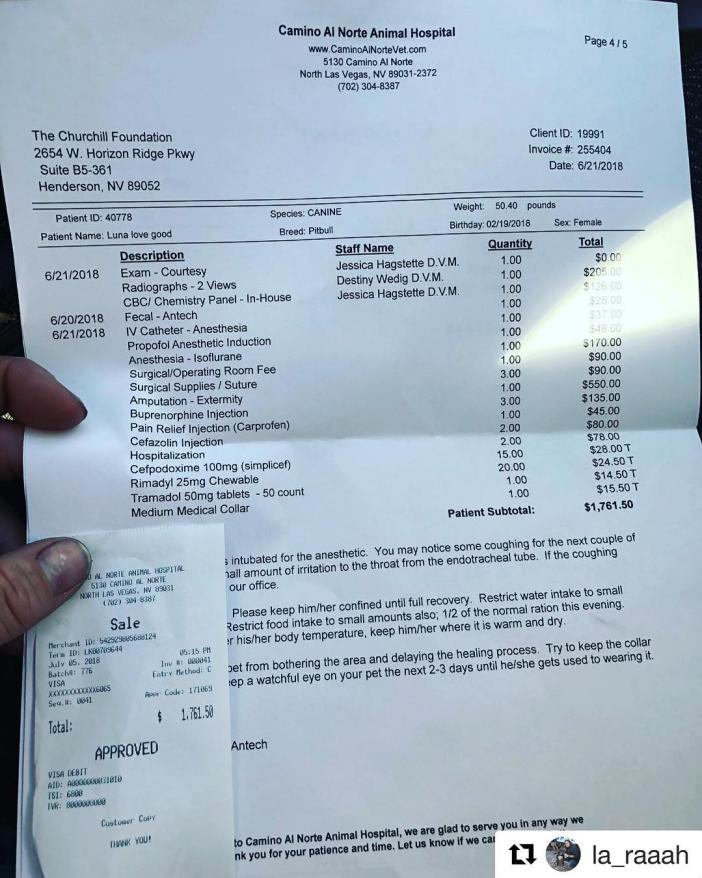 Camino Al Norte Animal Hospital
Page 4 / 5
www.CaminoAlNorteVet.com
5130 Camino Al Norte
North Las Vegas, NV 89031-2372
(702) 304-8387
The Churchill Foundation
2654 W. Horizon Ridge Pkwy
Suite B5-361
Henderson, NV 89052
Client ID: 19991
Invoice #: 255404
Date: 6/21/2018
Patient ID: 40778 Species: CANINE Weight: 50.40 pounds
Patient Name: Luna love good Breed: Pitbull Birthday: 02/19/2018 Sex: Female
Description Staff Name Quantity Total
6/21/2018 Exam - Courtesy Jessica Hagstette D.V.M. 1.00 $0.00
Radiographs - 2 Views Destiny Wedig D.V.M. 1.00 $205.00
CBC/ Chemistry Panel - In-House Jessica Hagstette D.V.M. 1.00 $126.00
6/20/2018 Fecal - Antech 1.00 $25.00
6/21/2018 IV Catheter - Anesthesia 1.00 $37.00
Propofol Anesthetic Induction 1.00 $48.00
Anesthesia - Isoflurane 1.00 $170.00
Surgical/Operating Room Fee 1.00 $90.00
Surgical Supplies / Suture 3.00 $90.00
Amputation - Extermity 1.00 $550.00
Buprenorphine Injection 3.00 $135.00
Pain Relief Injection (Carprofen) 1.00 $45.00
Cefazolin Injection 2.00 $80.00
Hospitalization 2.00 $78.00
Cefpodoxime 100mg (simplicef) 15.00 $28.00 T
Rimadyl 25mg Chewable 20.00 $24.50 T
Tramadol 50mg tablets - 50 count 1.00 $14.50 T
Medium Medical Collar 1.00 $15.50 T
Patient Subtotal: $1,761.50
s intubated for the anesthetic. You may notice some coughing for the next couple of
mall amount of irritation to the throat from the endotracheal tube. If the coughing
our office.
Please keep him/her confined until full recovery. Restrict water intake to small
Restrict food intake to small amounts also; 1/2 of the normal ration this evening.
er his/her body temperature, keep him/her where it is warm and dry.
pet from bothering the area and delaying the healing process. Try to keep the collar
eep a watchful eye on your pet the next 2-3 days until he/she gets used to wearing it.
Antech
to Camino Al Norte Animal Hospital, we are glad to serve you in any way we
nk you for your patience and time. Let us know if we can
O AL NORTE ANIMAL HOSPITAL
5130 CAMINO AL NORTE
NORTH LAS VEGAS, NV 89031
(702) 304-8387
Sale
Merchant ID: 542929805688124
Term ID: LK00709644
July 05, 2018 05:15 PM
Batch#: 776 Inv #: 000041
VISA Entry Method: C
XXXXXXXXXXXX6065
Seq.#: 0041 Appr Code: 171069
Total: $ 1,761.50
APPROVED
VISA DEBIT
AID: A0000000031010
TSI: 6800
TVR: 8000008000
Customer Copy
THANK YOU!
la_raaah